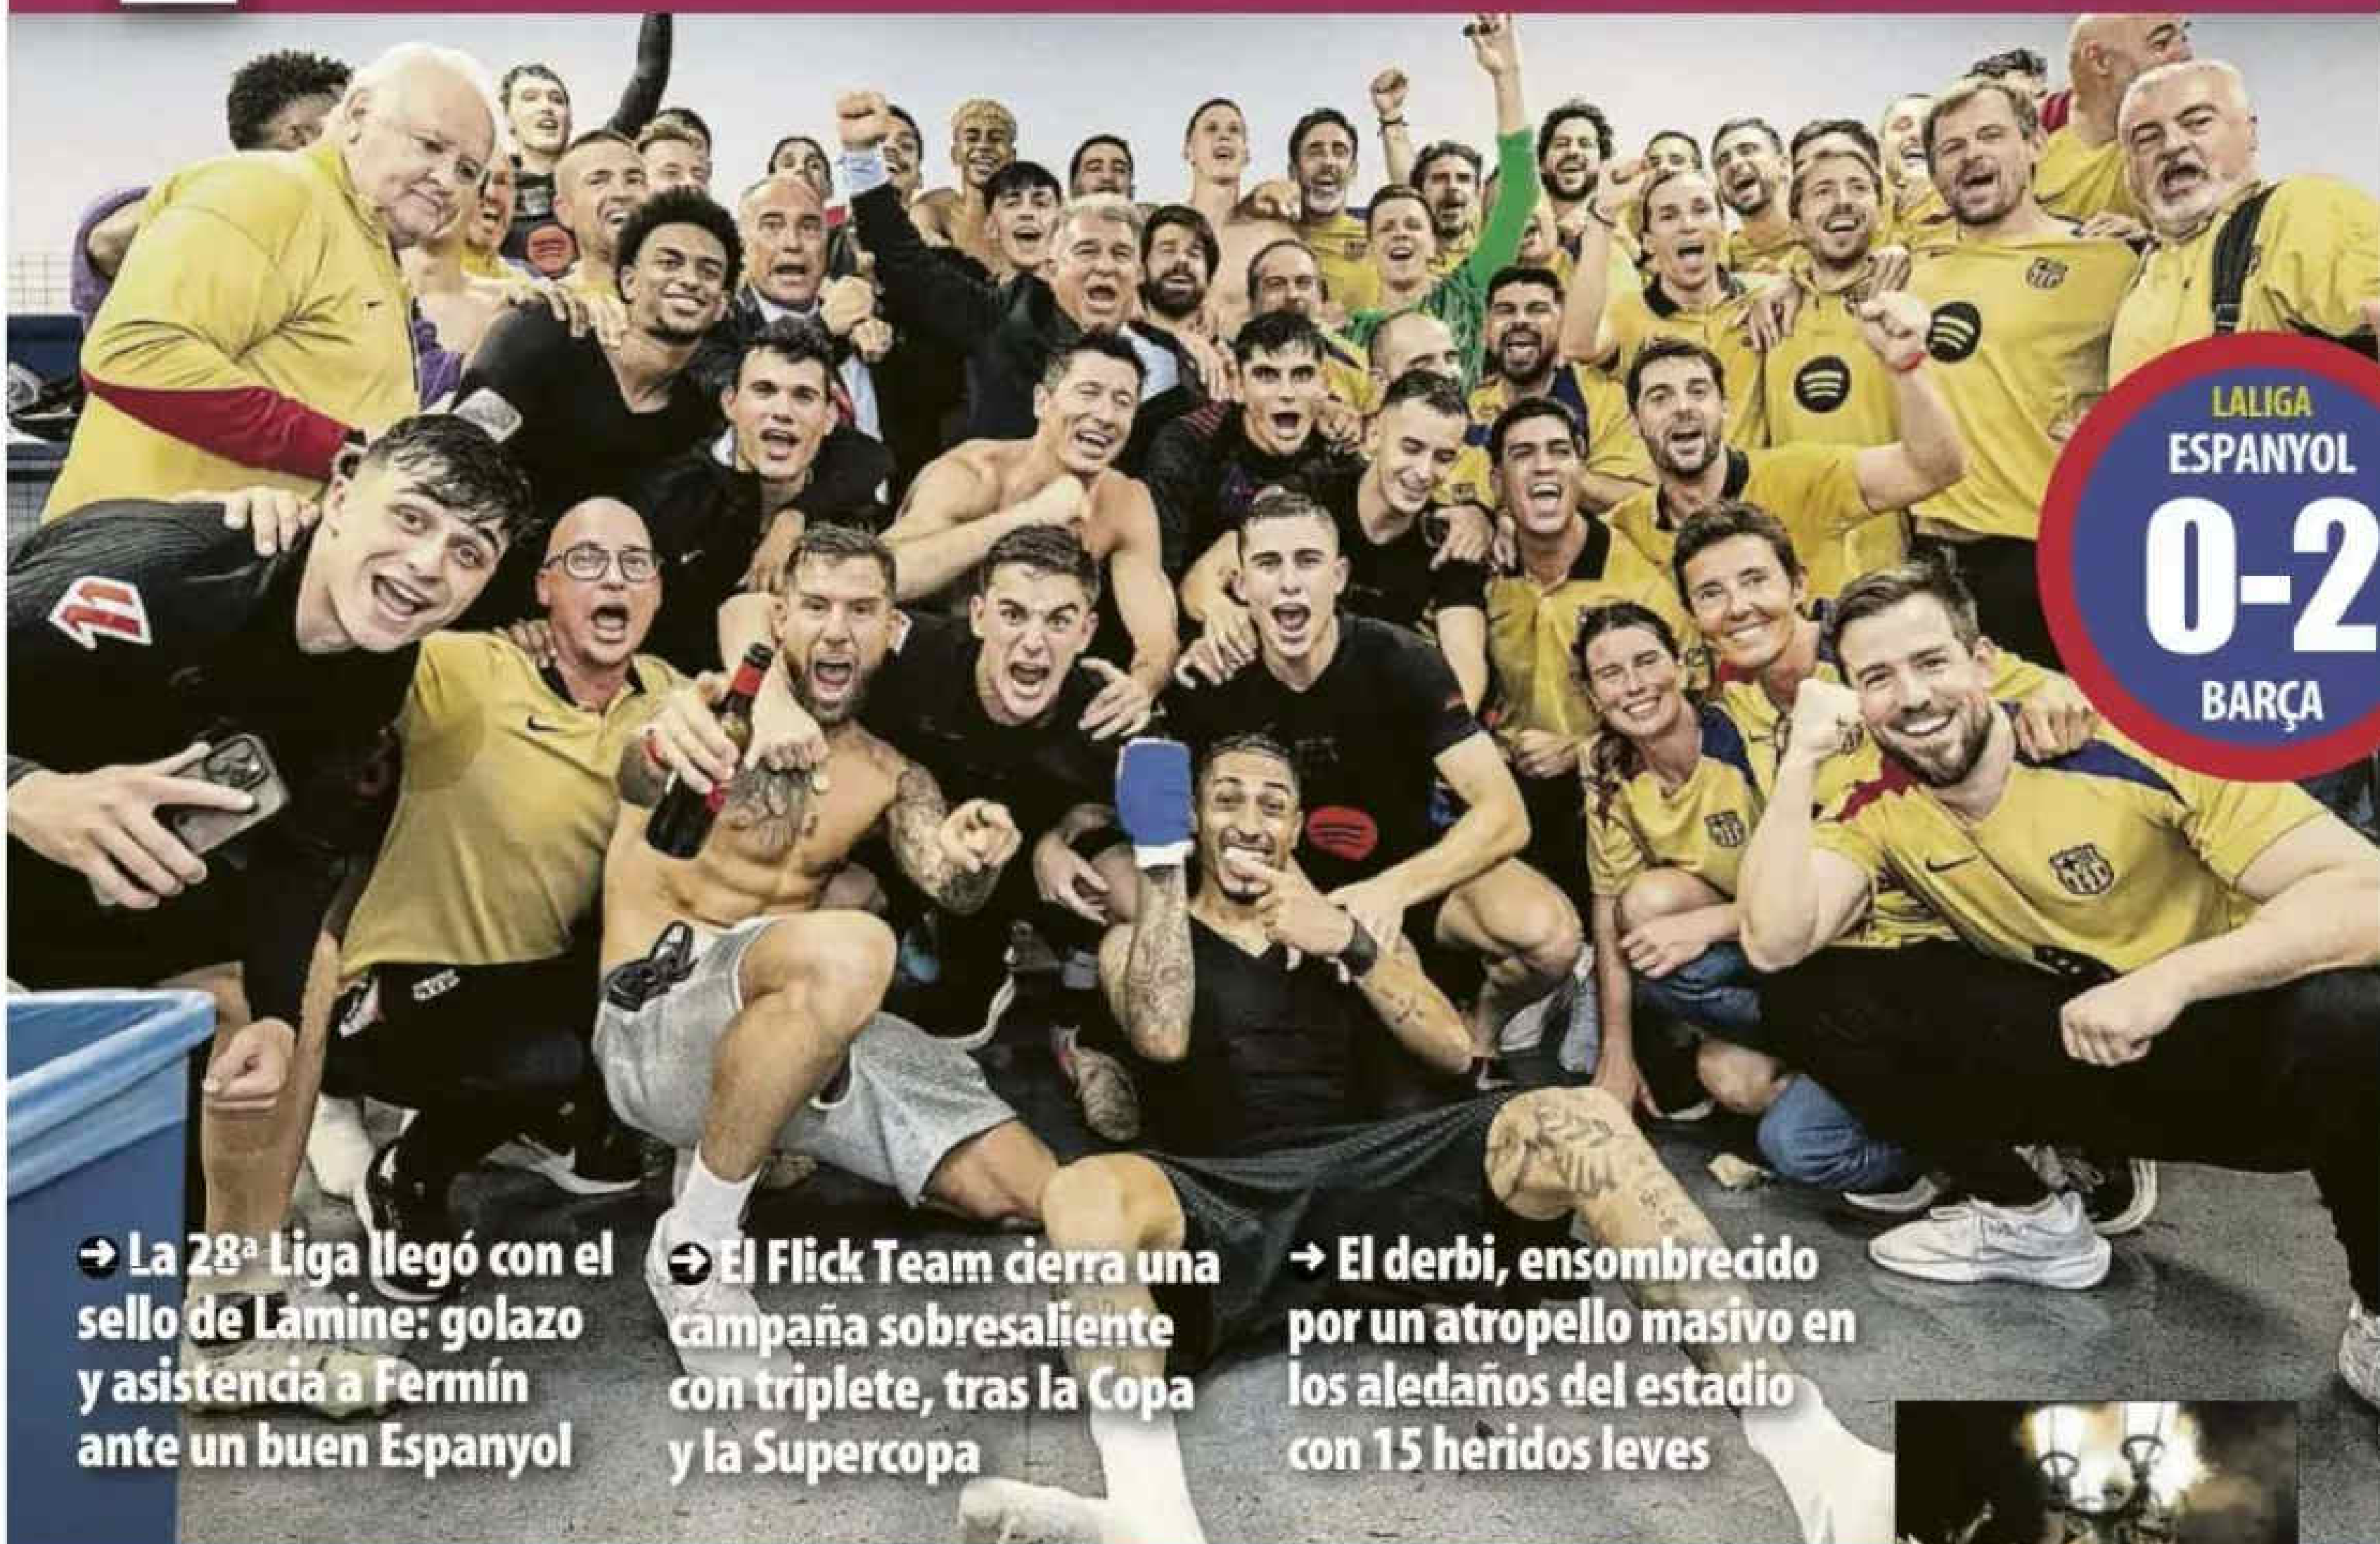 LALIGA
ESPANYOL
0-2
BARÇA
→ La 28ª Liga llegó con el
sello de Lamine: golazo
y asistencia a Fermín
ante un buen Espanyol
→ El Flick Team cierra una
campaña sobresaliente
con triplete, tras la Copa
y la Supercopa
→ El derbi, ensombrecido
por un atropello masivo en
los aledaños del estadio
con 15 heridos leves